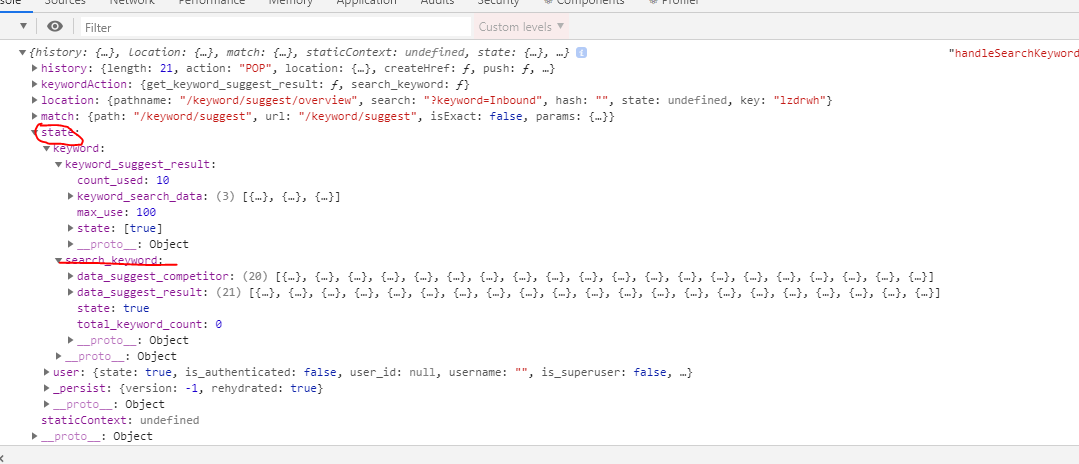 sole Sources Network Performance Memory Application Audits Security Components Profiler
Filter Custom levels ▼
▼{history: {…}, location: {…}, match: {…}, staticContext: undefined, state: {…}, …} i "handleSearchKeyword
▶history: {length: 21, action: "POP", location: {…}, createHref: ƒ, push: ƒ, …}
▶keywordAction: {get_keyword_suggest_result: ƒ, search_keyword: ƒ}
▶location: {pathname: "/keyword/suggest/overview", search: "?keyword=Inbound", hash: "", state: undefined, key: "lzdrwh"}
▶match: {path: "/keyword/suggest", url: "/keyword/suggest", isExact: false, params: {…}}
▼state:
▼keyword:
▼keyword_suggest_result:
count_used: 10
▶keyword_search_data: (3) [{…}, {…}, {…}]
max_use: 100
▶state: [true]
▶__proto__: Object
▼search_keyword:
▶data_suggest_competitor: (20) [{…}, {…}, {…}, {…}, {…}, {…}, {…}, {…}, {…}, {…}, {…}, {…}, {…}, {…}, {…}, {…}, {…}, {…}, {…}, {…}]
▶data_suggest_result: (21) [{…}, {…}, {…}, {…}, {…}, {…}, {…}, {…}, {…}, {…}, {…}, {…}, {…}, {…}, {…}, {…}, {…}, {…}, {…}, {…}, {…}]
state: true
total_keyword_count: 0
▶__proto__: Object
▶__proto__: Object
▶user: {state: true, is_authenticated: false, user_id: null, username: "", is_superuser: false, …}
▶_persist: {version: -1, rehydrated: true}
▶__proto__: Object
staticContext: undefined
▶__proto__: Object